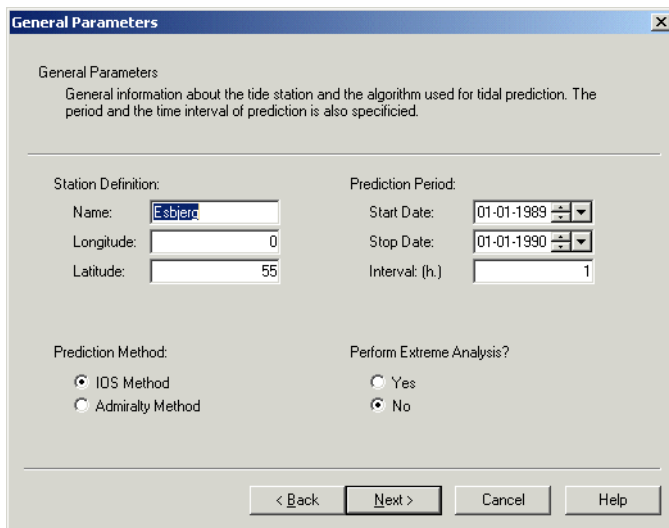 General Parameters
General Parameters
General information about the tide station and the algorithm used for tidal prediction. The
period and the time interval of prediction is also specificied.
Station Definition:
Name: Esbjerg
Longitude: 0
Latitude: 55
Prediction Period:
Start Date: 01-01-1989
Stop Date: 01-01-1990
Interval: (h.) 1
Prediction Method:
IOS Method
Admiralty Method
Perform Extreme Analysis?
Yes
No
< Back Next > Cancel Help